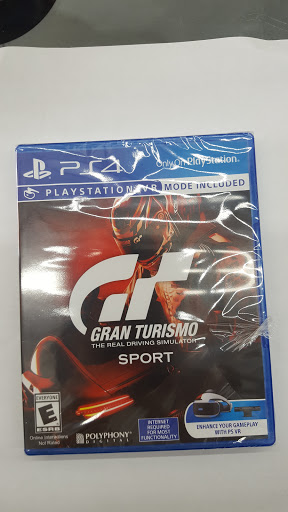 PS4
Only On PlayStation
PLAYSTATION VR MODE INCLUDED
GT
GRAN TURISMO
THE REAL DRIVING SIMULATOR
SPORT
EVERYONE
E
ESRB
Online Interactions
Not Rated
POLYPHONY
DIGITAL
INTERNET
REQUIRED
FOR MOST
FUNCTIONALITY
ENHANCE YOUR GAMEPLAY
WITH PS VR